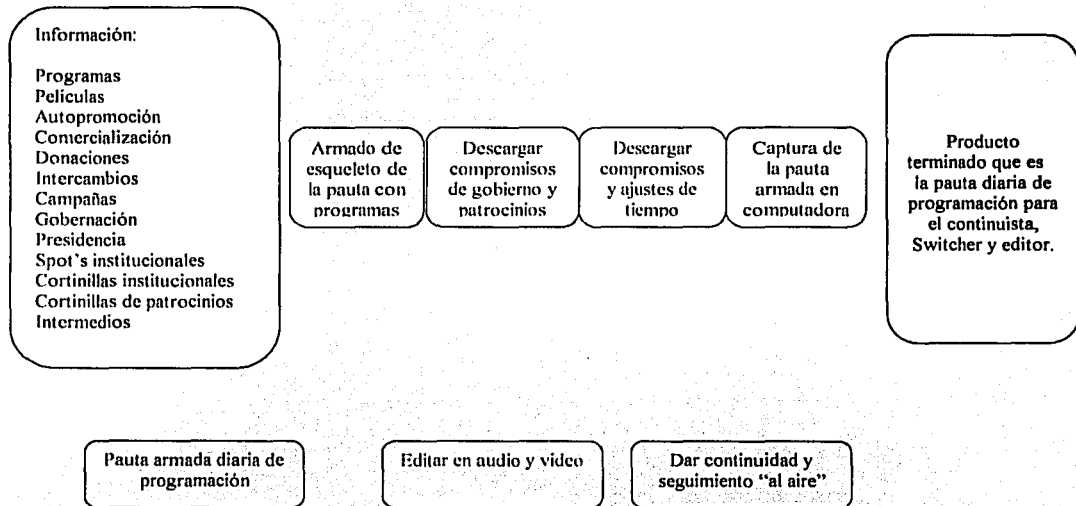 Información:
Programas
Películas
Autopromoción
Comercialización
Donaciones
Intercambios
Campañas
Gobernación
Presidencia
Spot's institucionales
Cortinillas institucionales
Cortinillas de patrocinios
Intermedios
Armado de
esqueleto de
la pauta con
programas
Descargar
compromisos
de gobierno y
patrocinios
Descargar
compromisos
y ajustes de
tiempo
Captura de
la pauta
armada en
computadora
Producto
terminado que es
la pauta diaria de
programación para
el continuista,
Switcher y editor.
Pauta armada diaria de
programación
Editar en audio y video
Dar continuidad y
seguimiento “al aire”